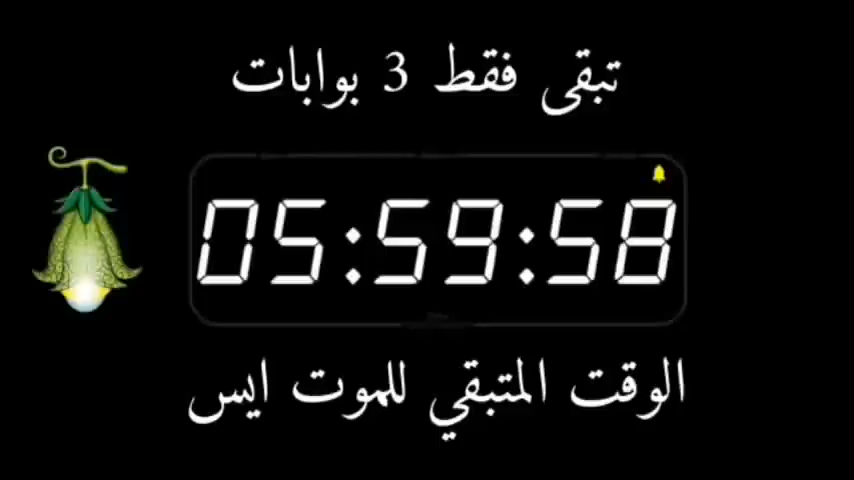 تبقى فقط 3 بوابات
05:59:58
الوقت المتبقي للموت ايس